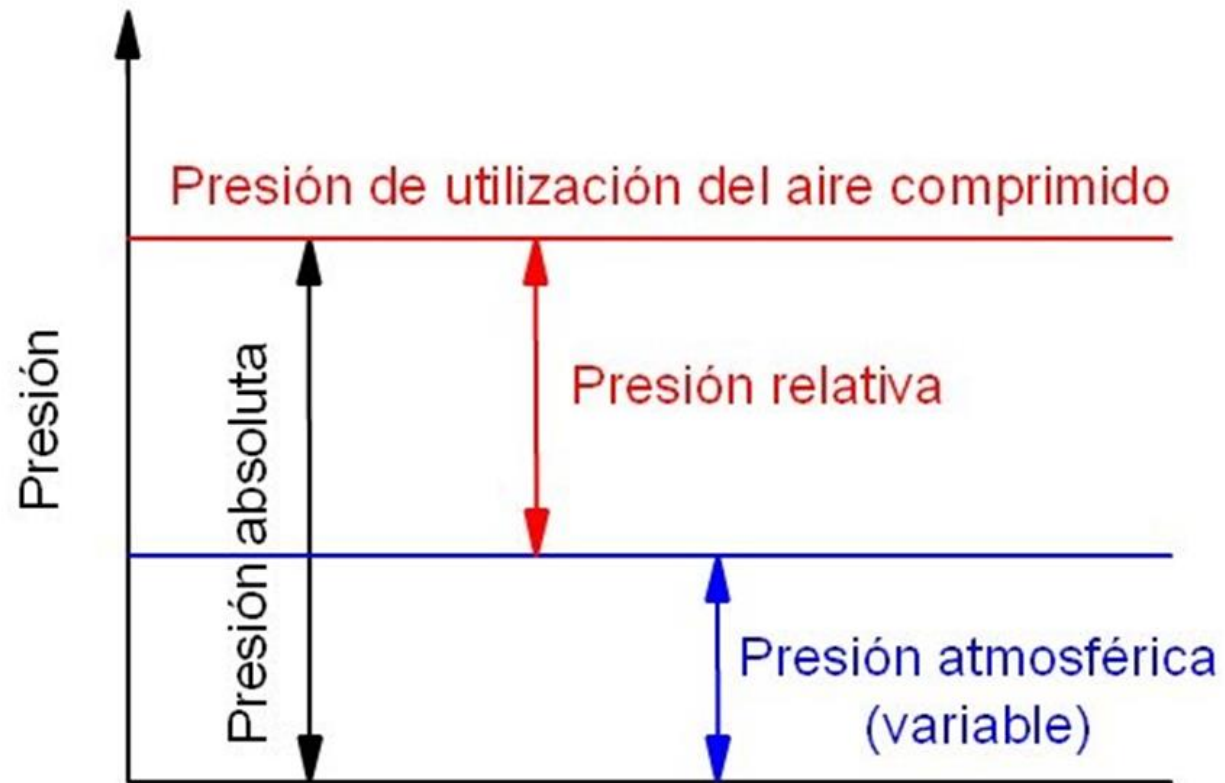 Presión de utilización del aire comprimido
Presión
Presión absoluta
Presión relativa
Presión atmosférica
(variable)